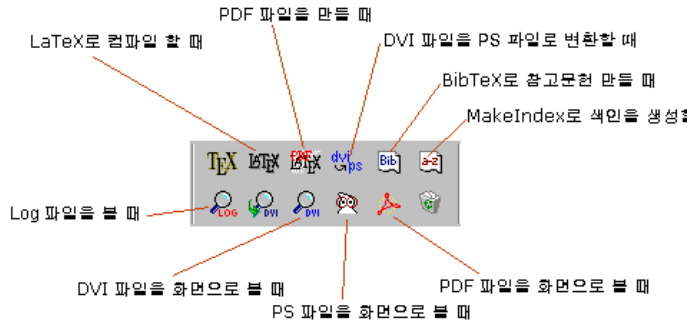 PDF 파일을 만들 때
LaTeX로 컴파일 할 때
DVI 파일을 PS 파일로 변환할 때
BibTeX로 참고문헌 만들 때
MakeIndex로 색인을 생성할
TEX LATEX PDF LATEX dvi ps Bib a-z
LOG DVI DVI
Log 파일을 볼 때
DVI 파일을 화면으로 볼 때
PDF 파일을 화면으로 볼 때
PS 파일을 화면으로 볼 때